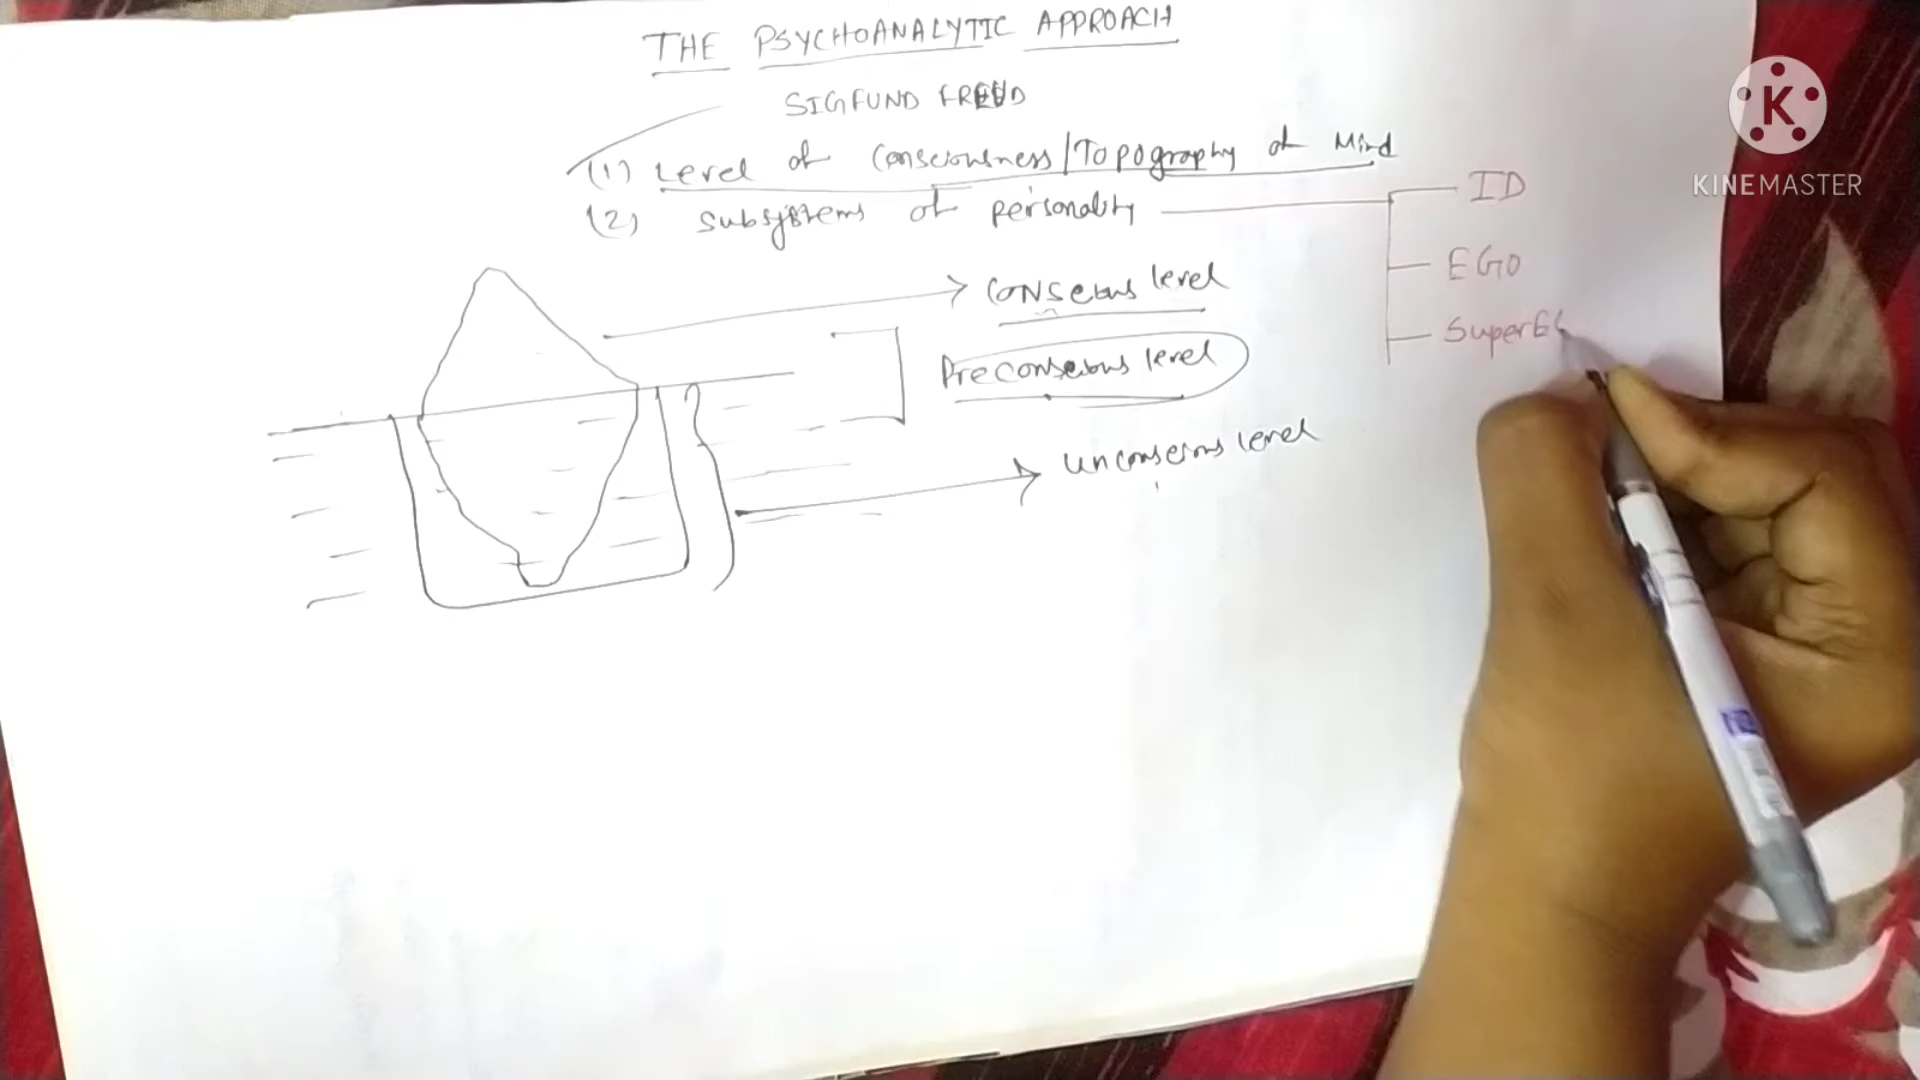 THE PSYCHOANALYTIC APPROACH
SIGFUND FREUD
(1) Level of Consciousness/Topography of Mind
(2) subsystems of personality
ID
EGO
SuperEG
Conscious level
Preconscious level
unconscious level
K
KINEMASTER